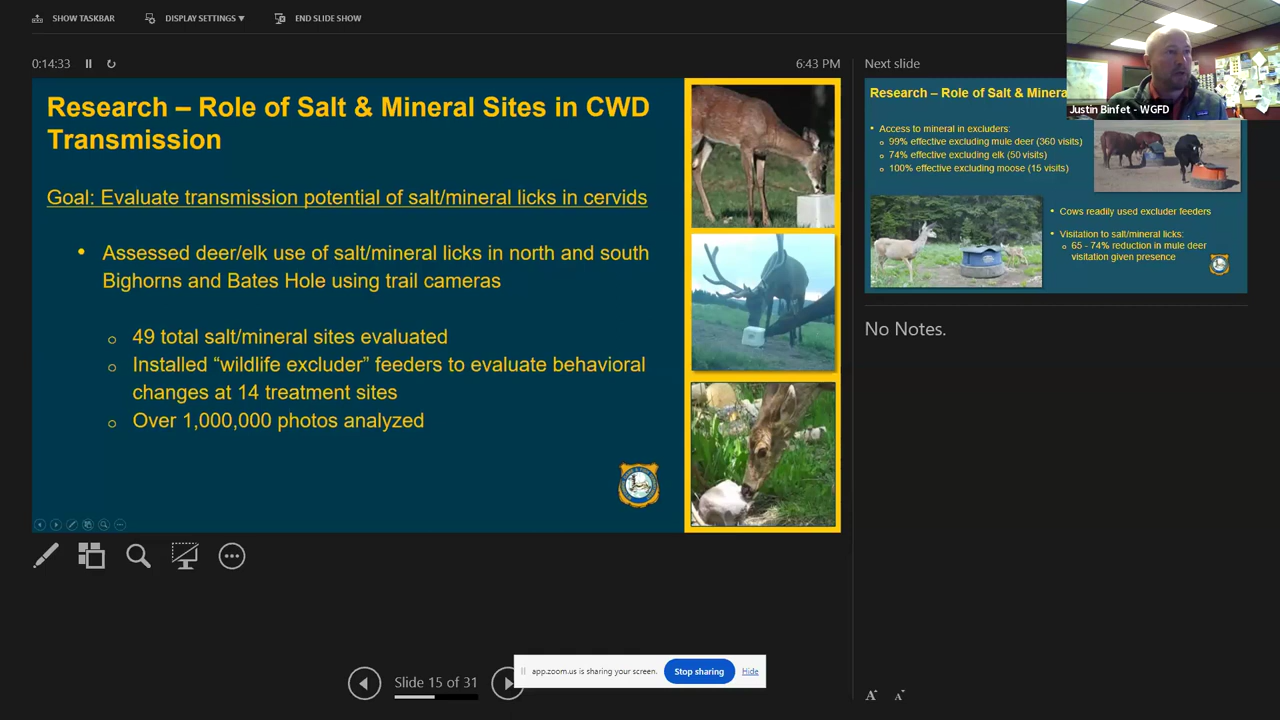 SHOW TASKBAR
DISPLAY SETTINGS ▼
END SLIDE SHOW
0:14:33
6:43 PM
Research – Role of Salt & Mineral Sites in CWD
Transmission
Goal: Evaluate transmission potential of salt/mineral licks in cervids
• Assessed deer/elk use of salt/mineral licks in north and south
Bighorns and Bates Hole using trail cameras
o 49 total salt/mineral sites evaluated
o Installed “wildlife excluder” feeders to evaluate behavioral
changes at 14 treatment sites
o Over 1,000,000 photos analyzed
Slide 15 of 31
app.zoom.us is sharing your screen.
Stop sharing
Hide
Next slide
Justin Binfet - WGFD
Research – Role of Salt & Minera
• Access to mineral in excluders:
o 99% effective excluding mule deer (360 visits)
o 74% effective excluding elk (50 visits)
o 100% effective excluding moose (15 visits)
• Cows readily used excluder feeders
• Visitation to salt/mineral licks:
o 65 - 74% reduction in mule deer
visitation given presence
No Notes.
A A